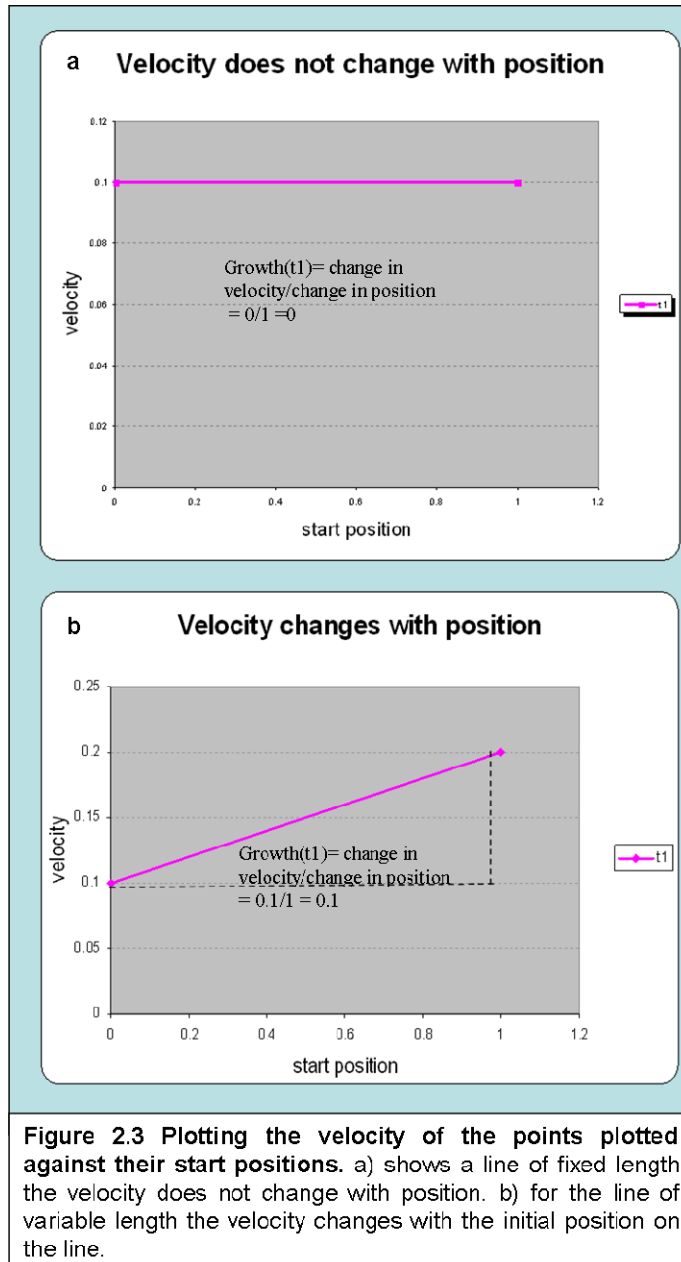 a Velocity does not change with position
0.12
0.1
0.08
0.06
0.04
0.02
0
velocity
Growth(t1)= change in
velocity/change in position
= 0/1 =0
t1
0 0.2 0.4 0.6 0.8 1 1.2
start position
b Velocity changes with position
0.25
0.2
0.15
0.1
0.05
0
velocity
Growth(t1)= change in
velocity/change in position
= 0.1/1 = 0.1
t1
0 0.2 0.4 0.6 0.8 1 1.2
start position
Figure 2.3 Plotting the velocity of the points plotted
against their start positions. a) shows a line of fixed length
the velocity does not change with position. b) for the line of
variable length the velocity changes with the initial position on
the line.